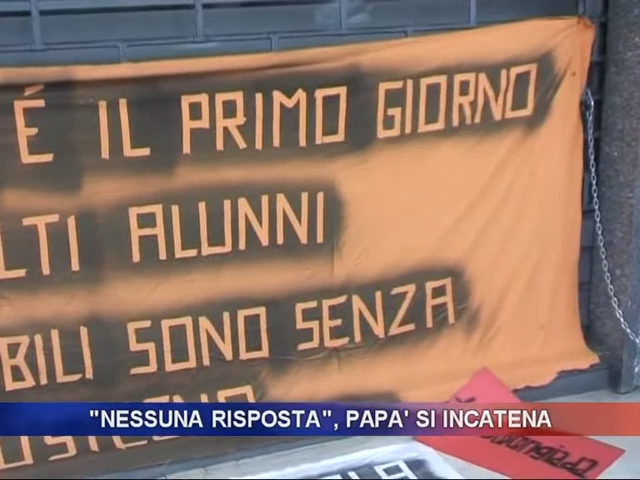 É IL PRIMO GIORNO
LTI ALUNNI
BILI SONO SENZA
"NESSUNA RISPOSTA", PAPA' SI INCATENA